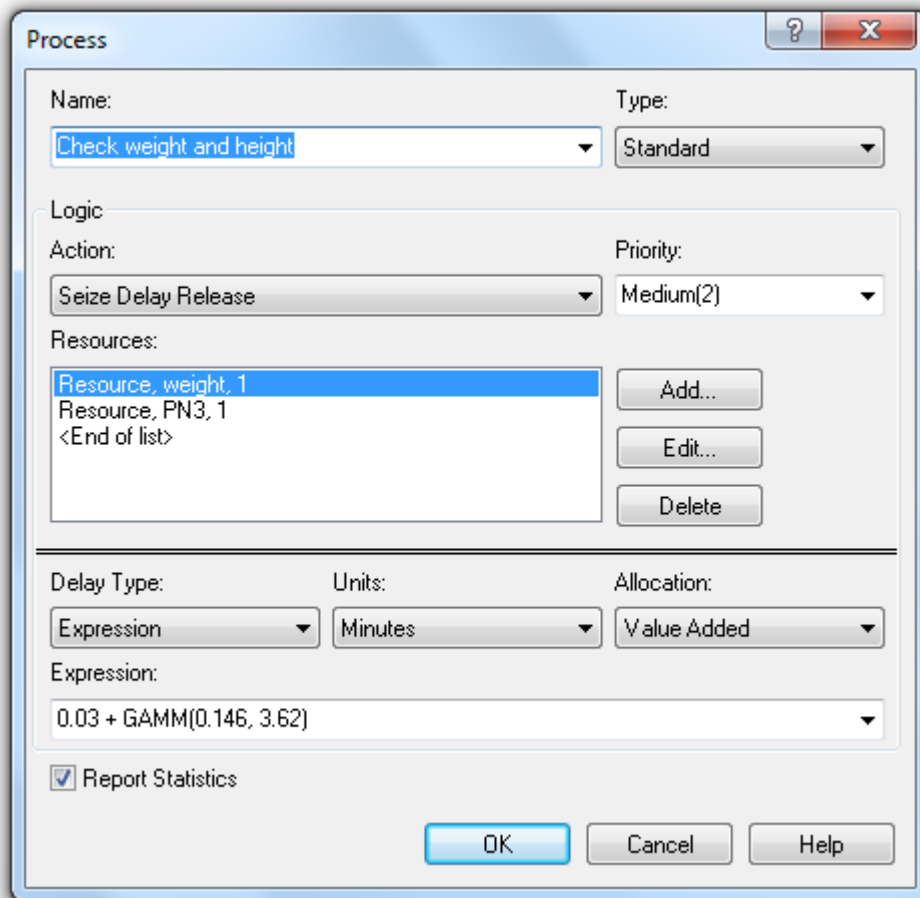 Process
Name: Type:
Check weight and height Standard
Logic
Action: Priority:
Seize Delay Release Medium(2)
Resources:
Resource, weight, 1
Resource, PN3, 1
<End of list>
Add...
Edit...
Delete
Delay Type: Units: Allocation:
Expression Minutes Value Added
Expression:
0.03 + GAMM(0.146, 3.62)
Report Statistics
OK Cancel Help